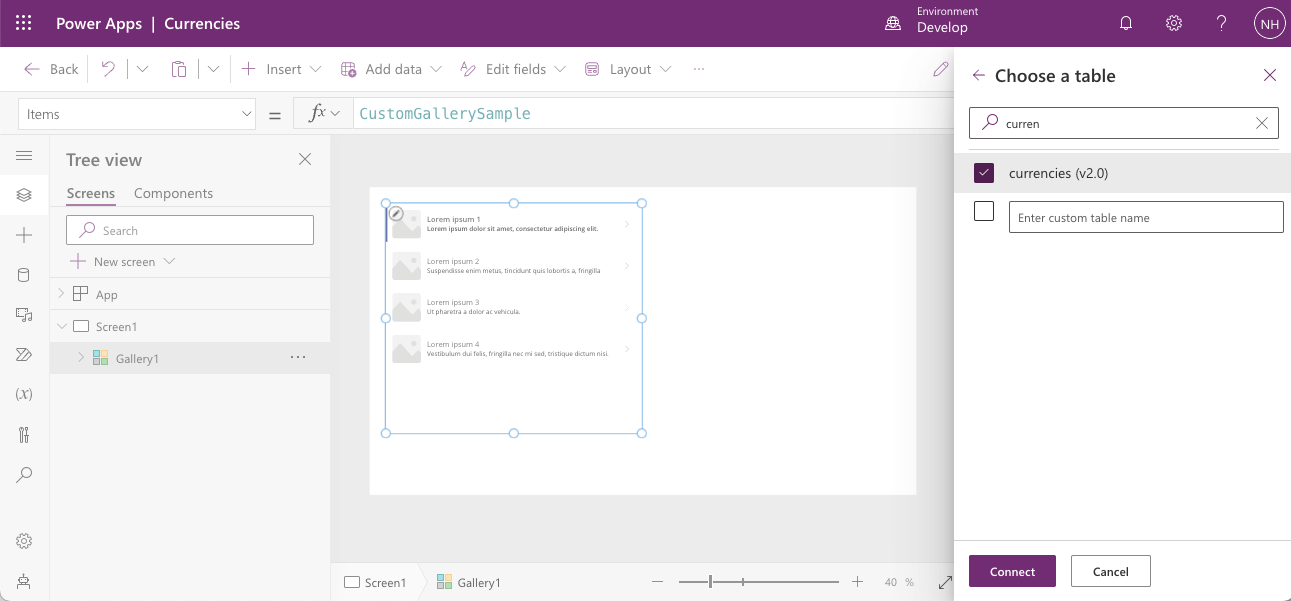 Power Apps | Currencies
Environment
Develop
NH
Back
Insert
Add data
Edit fields
Layout
...
Items
=
fx
CustomGallerySample
Tree view
Screens
Components
Search
New screen
App
Screen1
Gallery1
...
(x)
Lorem ipsum 1
Lorem ipsum dolor sit amet, consectetur adipiscing elit.
Lorem ipsum 2
Suspendisse enim metus, tincidunt quis lobortis a, fringilla
Lorem ipsum 3
Ut pharetra a dolor ac vehicula.
Lorem ipsum 4
Vestibulum dui felis, fringilla nec mi sed, tristique dictum nisi.
Screen1
Gallery1
40 %
Choose a table
curren
currencies (v2.0)
Enter custom table name
Connect
Cancel